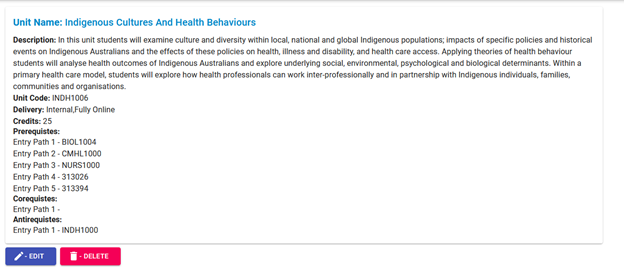 Unit Name: Indigenous Cultures And Health Behaviours
Description: In this unit students will examine culture and diversity within local, national and global Indigenous populations; impacts of specific policies and historical
events on Indigenous Australians and the effects of these policies on health, illness and disability, and health care access. Applying theories of health behaviour
students will analyse health outcomes of Indigenous Australians and explore underlying social, environmental, psychological and biological determinants. Within a
primary health care model, students will explore how health professionals can work inter-professionally and in partnership with Indigenous individuals, families,
communities and organisations.
Unit Code: INDH1006
Delivery: Internal,Fully Online
Credits: 25
Prerequistes:
Entry Path 1 - BIOL1004
Entry Path 2 - CMHL1000
Entry Path 3 - NURS1000
Entry Path 4 - 313026
Entry Path 5 - 313394
Corequistes:
Entry Path 1 -
Antirequistes:
Entry Path 1 - INDH1000
- EDIT - DELETE